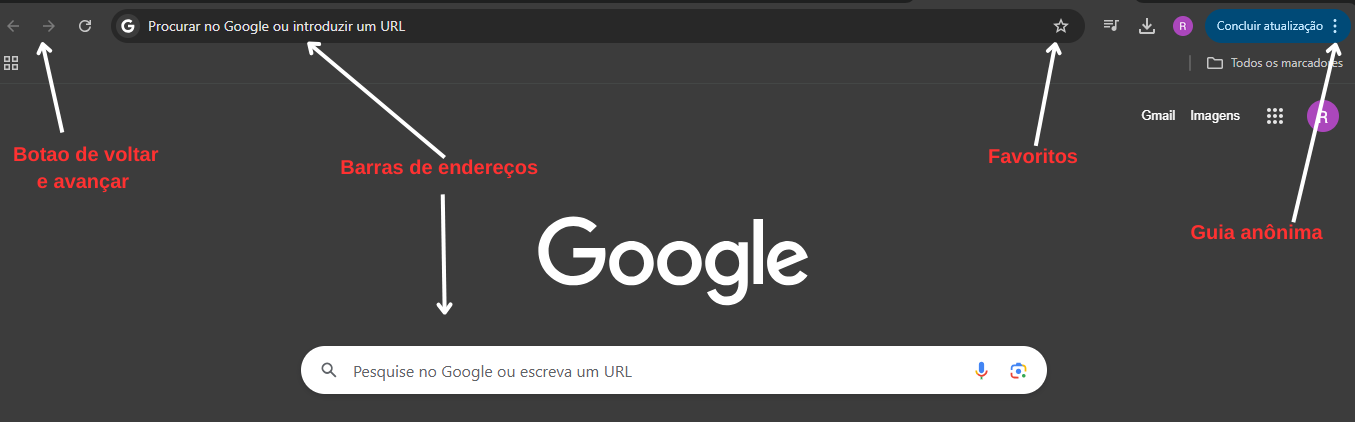 G Procurar no Google ou introduzir um URL
R
Concluir atualização
Todos os marcadores
Gmail
Imagens
R
Botao de voltar
e avançar
Barras de endereços
Favoritos
Guia anônima
Google
Pesquise no Google ou escreva um URL